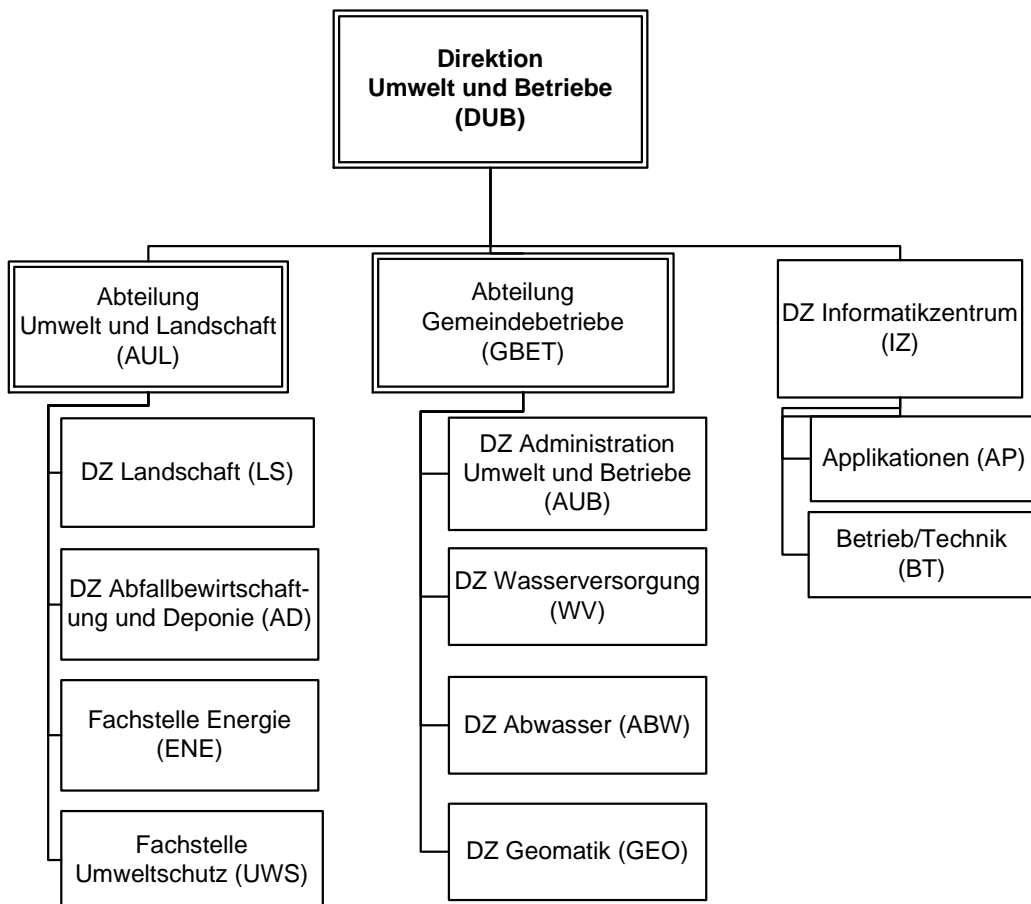 Direktion
Umwelt und Betriebe
(DUB)
Abteilung
Umwelt und Landschaft
(AUL)
DZ Landschaft (LS)
DZ Abfallbewirtschaft-
ung und Deponie (AD)
Fachstelle Energie
(ENE)
Fachstelle
Umweltschutz (UWS)
Abteilung
Gemeindebetriebe
(GBET)
DZ Administration
Umwelt und Betriebe
(AUB)
DZ Wasserversorgung
(WV)
DZ Abwasser (ABW)
DZ Geomatik (GEO)
DZ Informatikzentrum
(IZ)
Applikationen (AP)
Betrieb/Technik
(BT)